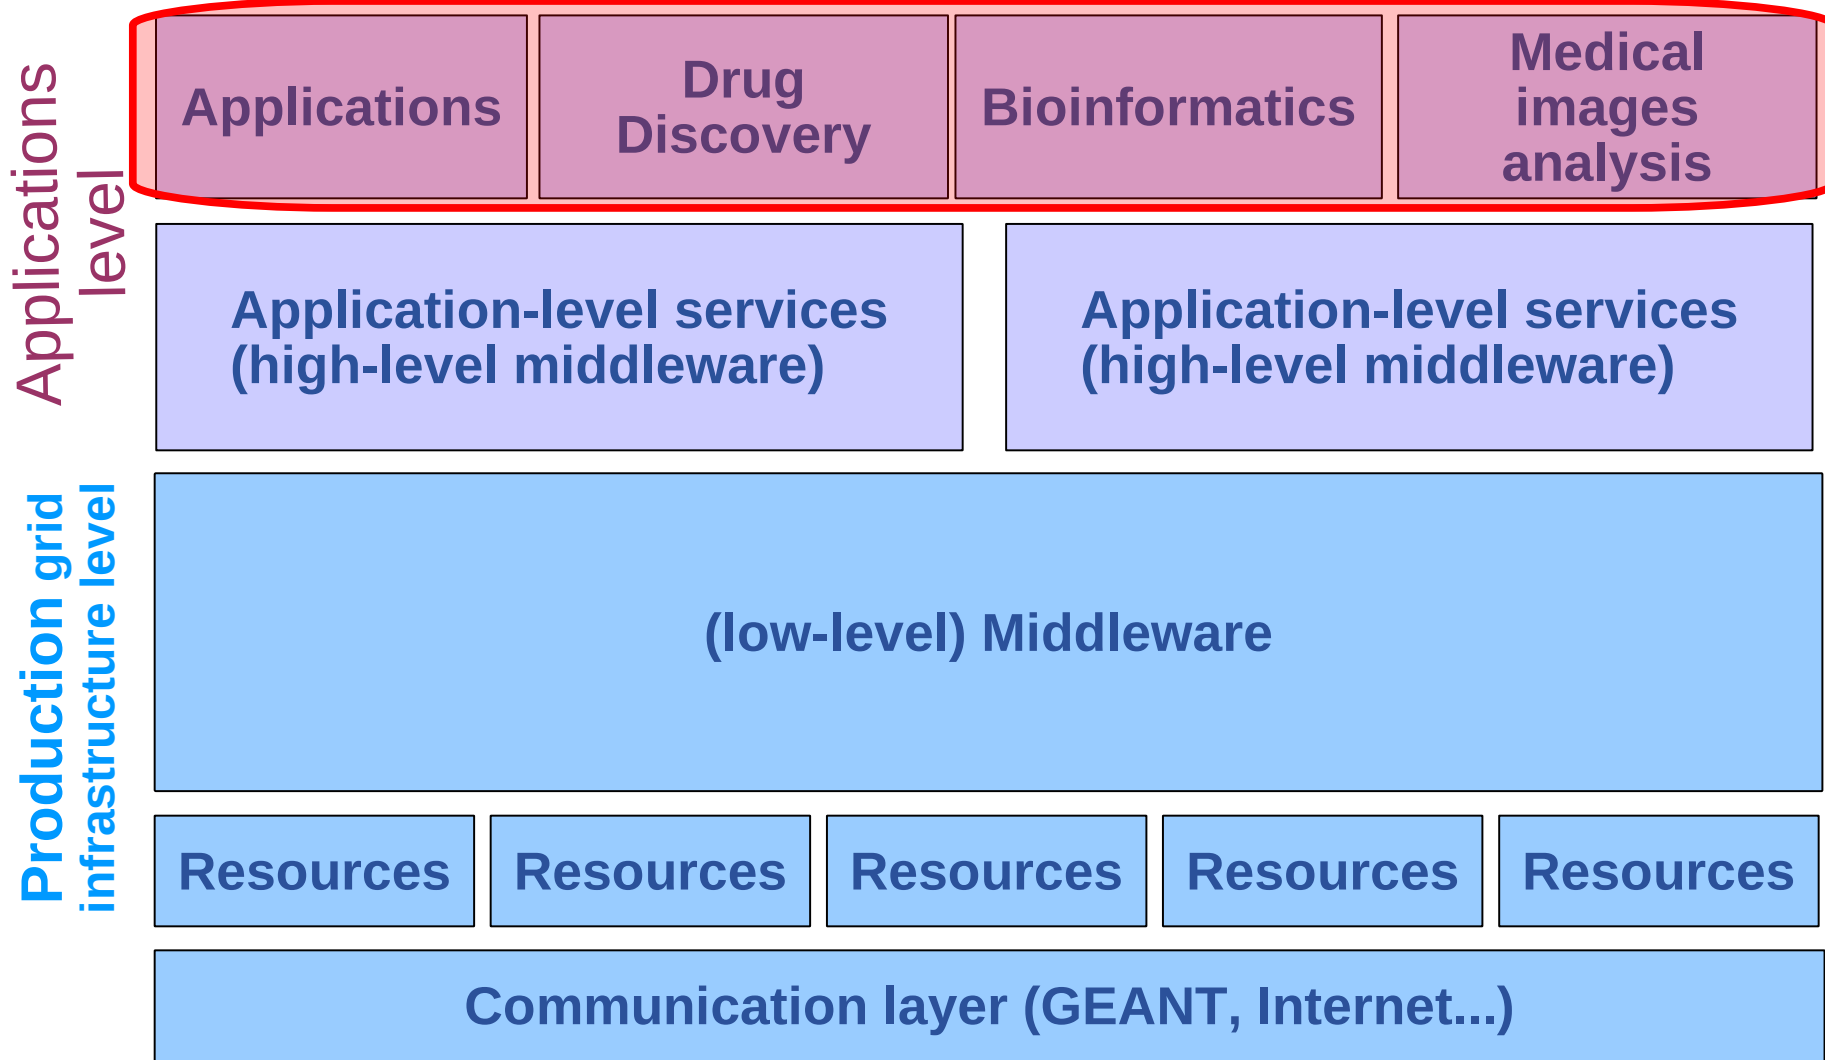 Applications
level
Applications
Drug
Discovery
Bioinformatics
Medical
images
analysis
Application-level services
(high-level middleware)
Application-level services
(high-level middleware)
Production grid
infrastructure level
(low-level) Middleware
Resources
Resources
Resources
Resources
Resources
Communication layer (GEANT, Internet...)